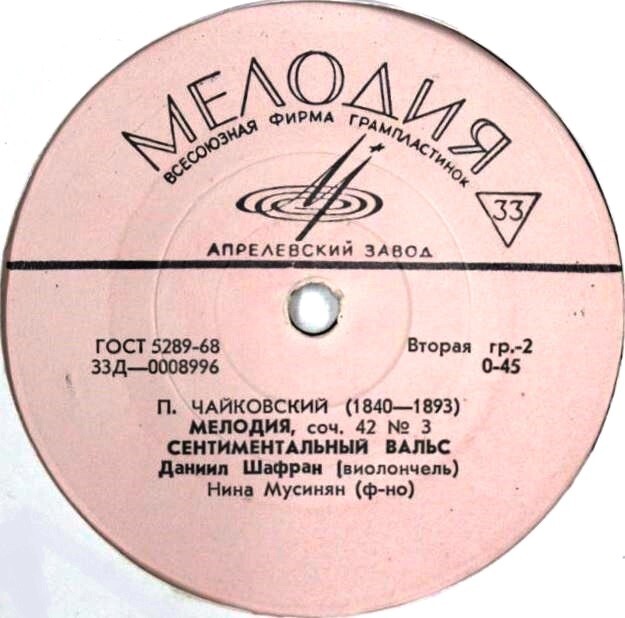 МЕЛОДИЯ
ВСЕСОЮЗНАЯ ФИРМА ГРАМПЛАСТИНОК
33
АПРЕЛЕВСКИЙ ЗАВОД
ГОСТ 5289-68 Вторая гр.-2
33Д—0008996 0-45
П. ЧАЙКОВСКИЙ (1840—1893)
МЕЛОДИЯ, соч. 42 № 3
СЕНТИМЕНТАЛЬНЫЙ ВАЛЬС
Даниил Шафран (виолончель)
Нина Мусинян (ф-но)